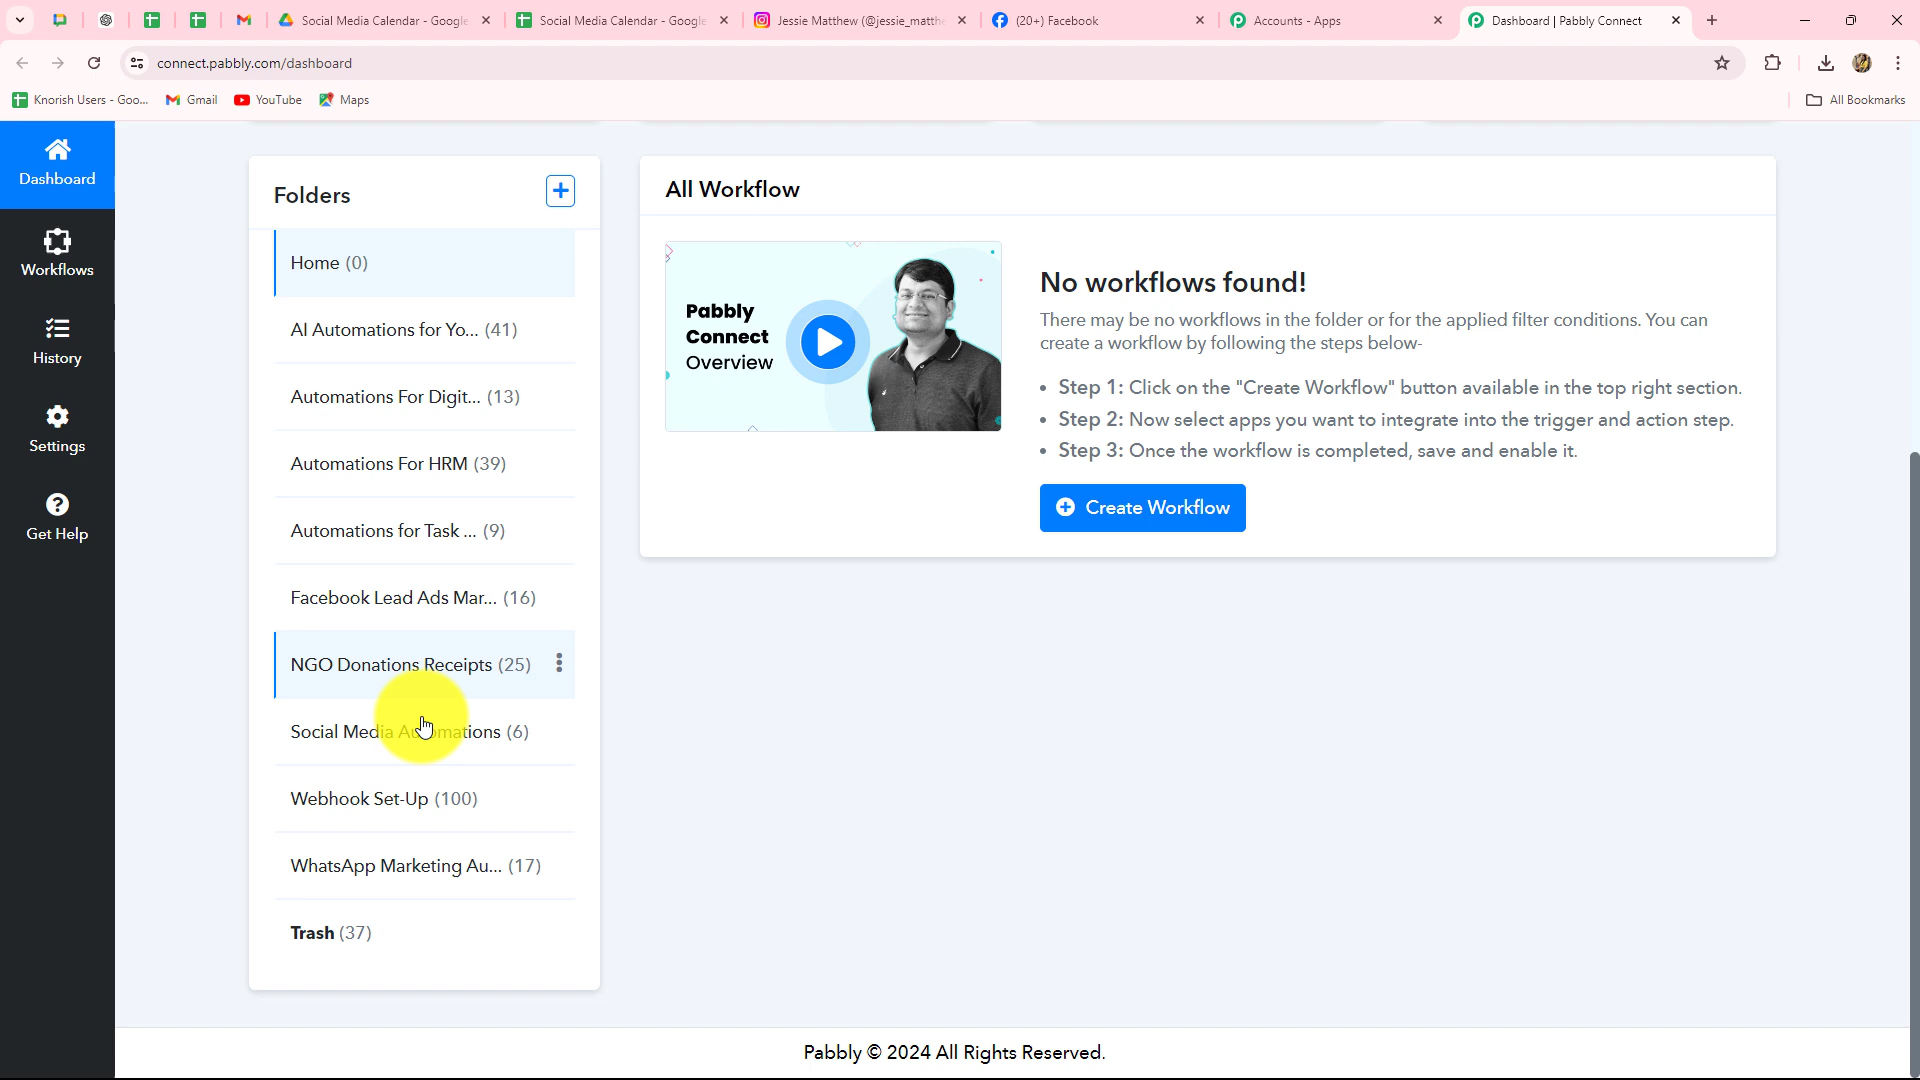 Social Media Calendar - Google
Social Media Calendar - Google
Jessie Matthew (@jessie_matthe
(20+) Facebook
Accounts - Apps
Dashboard | Pabbly Connect
connect.pabbly.com/dashboard
Knorish Users - Goo...
Gmail
YouTube
Maps
All Bookmarks
Dashboard
Workflows
History
Settings
Get Help
Folders
Home (0)
AI Automations for Yo... (41)
Automations For Digit... (13)
Automations For HRM (39)
Automations for Task ... (9)
Facebook Lead Ads Mar... (16)
NGO Donations Receipts (25)
Social Media Automations (6)
Webhook Set-Up (100)
WhatsApp Marketing Au... (17)
Trash (37)
All Workflow
Pabbly
Connect
Overview
No workflows found!
There may be no workflows in the folder or for the applied filter conditions. You can
create a workflow by following the steps below-
• Step 1: Click on the "Create Workflow" button available in the top right section.
• Step 2: Now select apps you want to integrate into the trigger and action step.
• Step 3: Once the workflow is completed, save and enable it.
Create Workflow
Pabbly © 2024 All Rights Reserved.